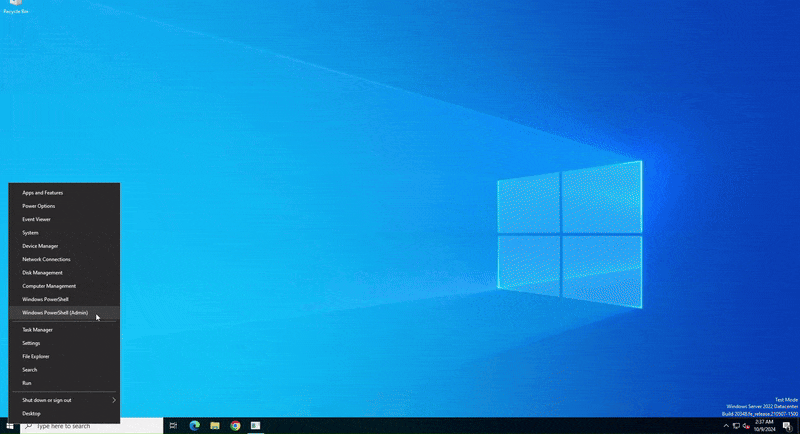 Recycle Bin
Apps and Features
Power Options
Event Viewer
System
Device Manager
Network Connections
Disk Management
Computer Management
Windows PowerShell
Windows PowerShell (Admin)
Task Manager
Settings
File Explorer
Search
Run
Shut down or sign out
Desktop
Type here to search
Test Mode
Windows Server 2022 Datacenter
Build 20348.fe_release.210507-1500
2:37 AM
10/9/2024